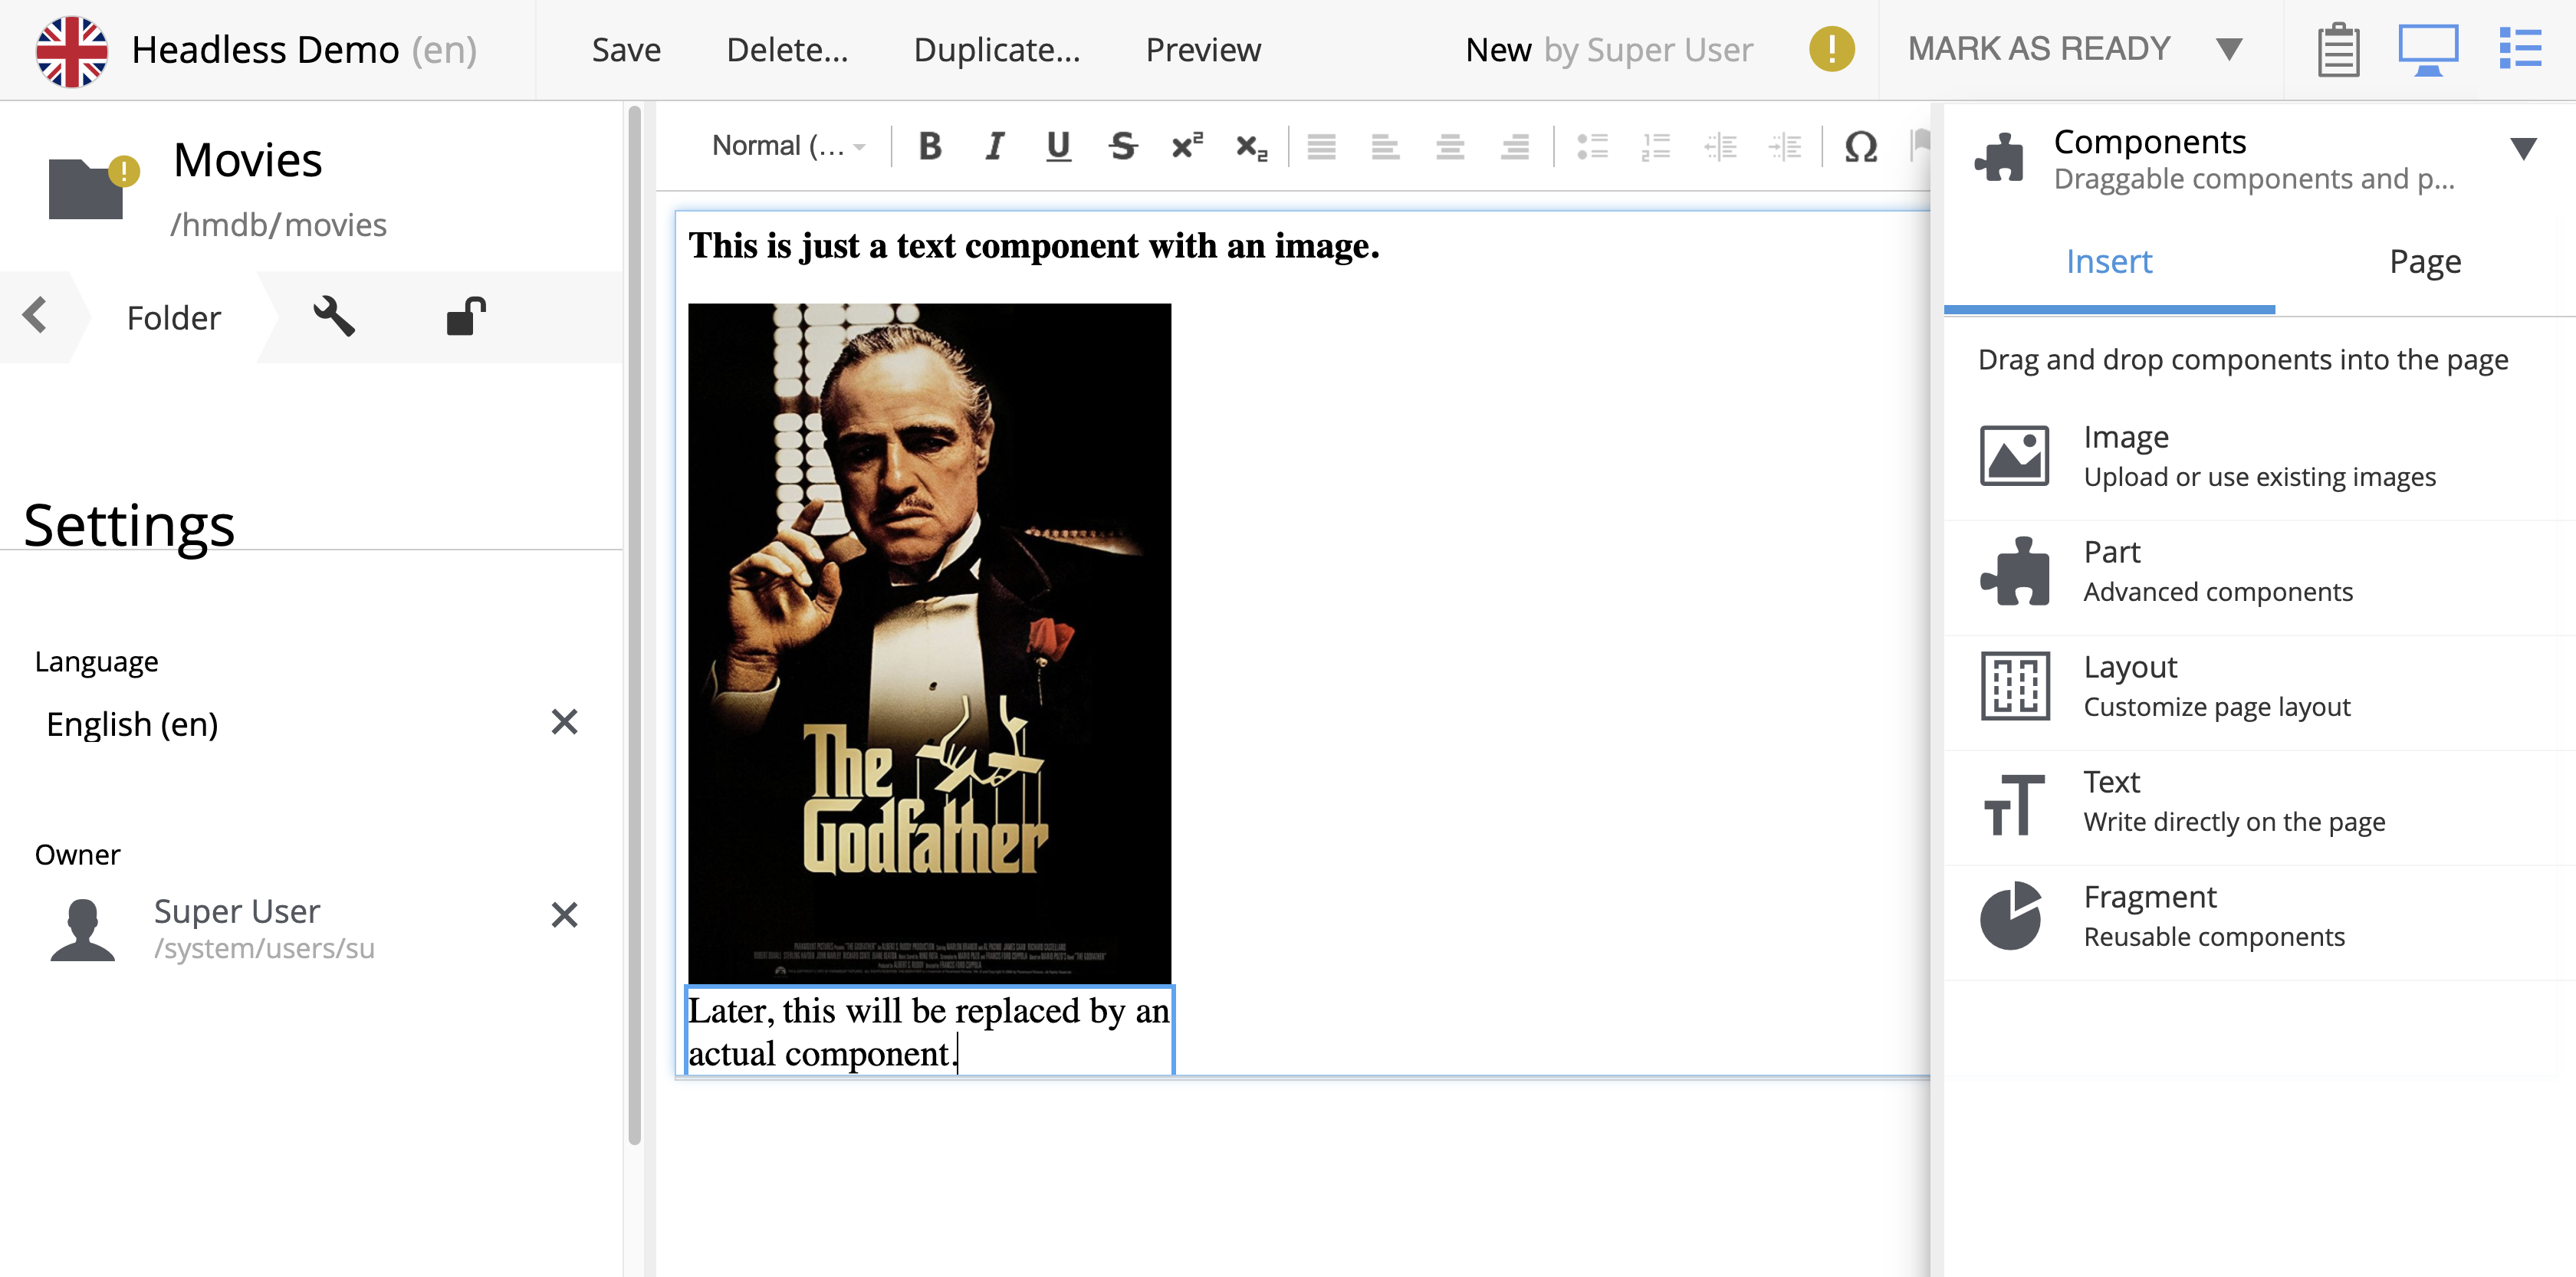 Headless Demo (en)
Save
Delete...
Duplicate...
Preview
New by Super User
MARK AS READY
Movies
/hmdb/movies
Folder
Settings
Language
English (en)
Owner
Super User
/system/users/su
Normal (...
B I U S x² x₂
Ω
This is just a text component with an image.
The
Godfather
Later, this will be replaced by an
actual component.
Components
Draggable components and p...
Insert
Page
Drag and drop components into the page
Image
Upload or use existing images
Part
Advanced components
Layout
Customize page layout
Text
Write directly on the page
Fragment
Reusable components